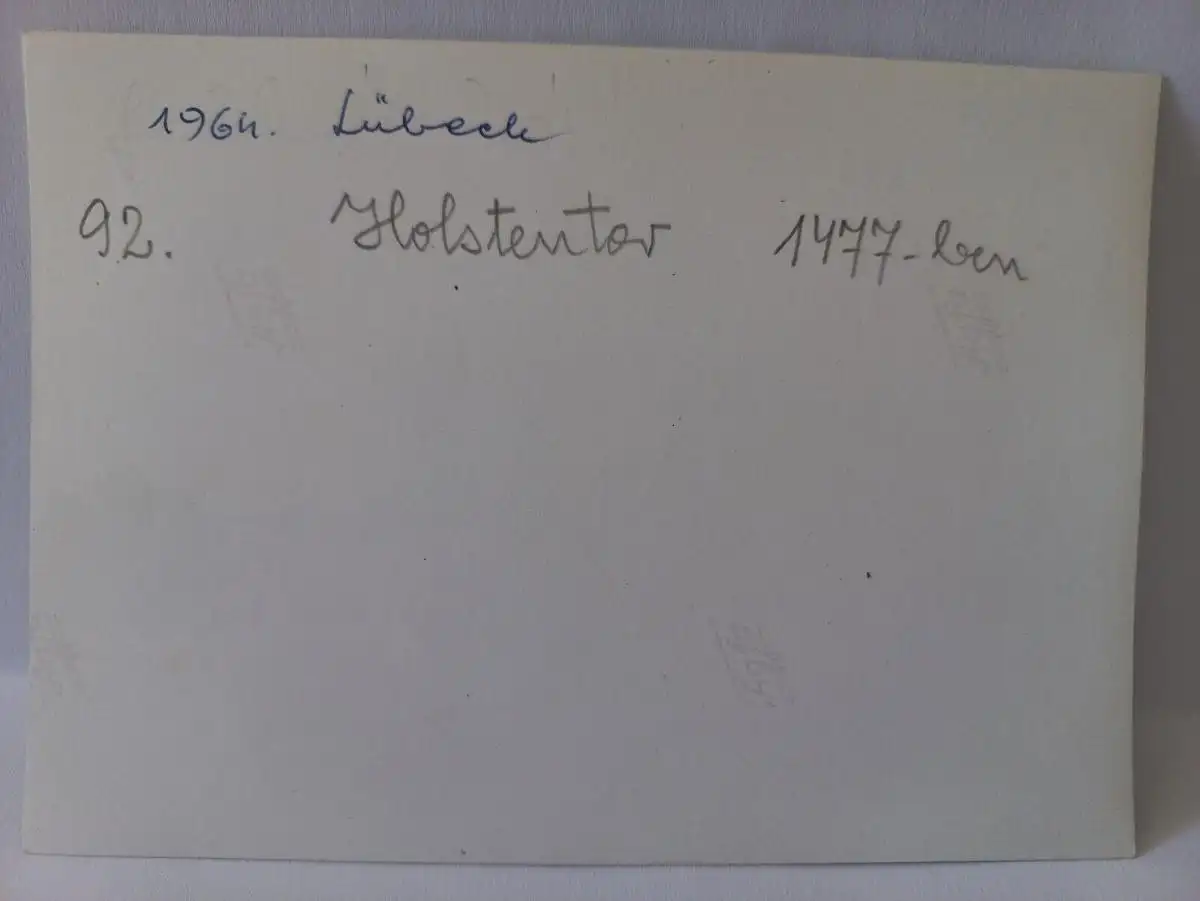 1964. Lübeck
92. Holstentor 1477-ben